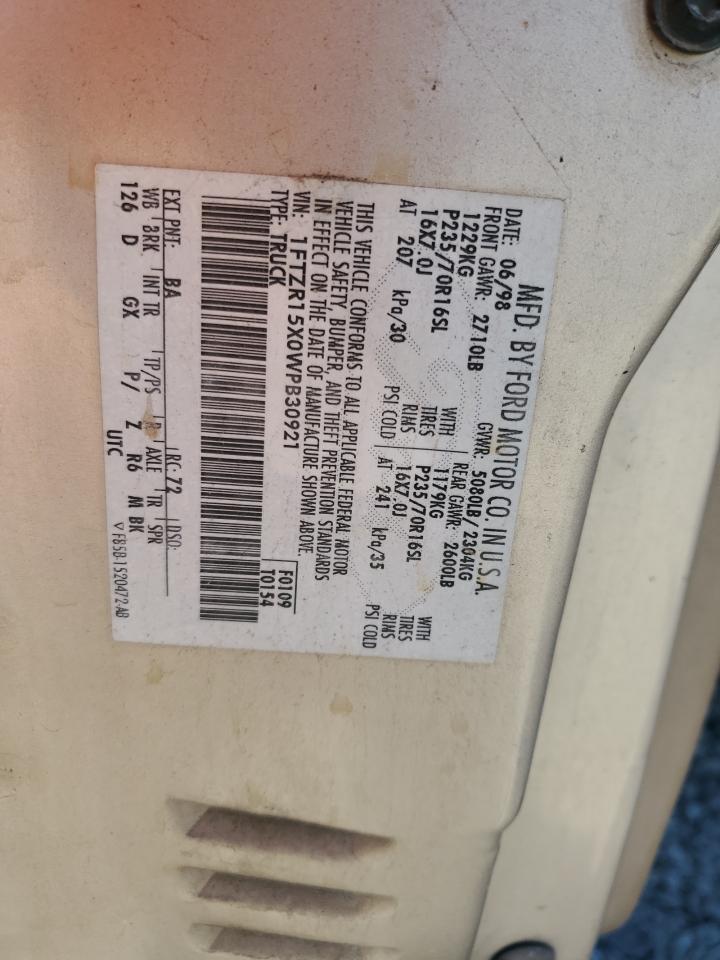 MFD. BY FORD MOTOR CO. IN U.S.A.
DATE: 06/98 GVWR: 5080LB/ 2304KG
FRONT GAWR: 2710LB REAR GAWR: 2600LB
1229KG WITH 1179KG WITH
P235/70R16SL TIRES P235/70R16SL TIRES
16X7.0J RIMS 16X7.0J RIMS
AT 207 kPa/30 PSI COLD AT 241 kPa/35 PSI COLD
THIS VEHICLE CONFORMS TO ALL APPLICABLE FEDERAL MOTOR
VEHICLE SAFETY, BUMPER, AND THEFT PREVENTION STANDARDS
IN EFFECT ON THE DATE OF MANUFACTURE SHOWN ABOVE.
VIN: 1FTZR15X0WPB30921 F0109
TYPE: TRUCK T0154
EXT PNT: BA RC: 72 DSO:
WB BRK INT TR TP/PS R AXLE TR SPR
126 D GX P/ Z R6 M BK
UTC ▽ FB5B-1520472-AB